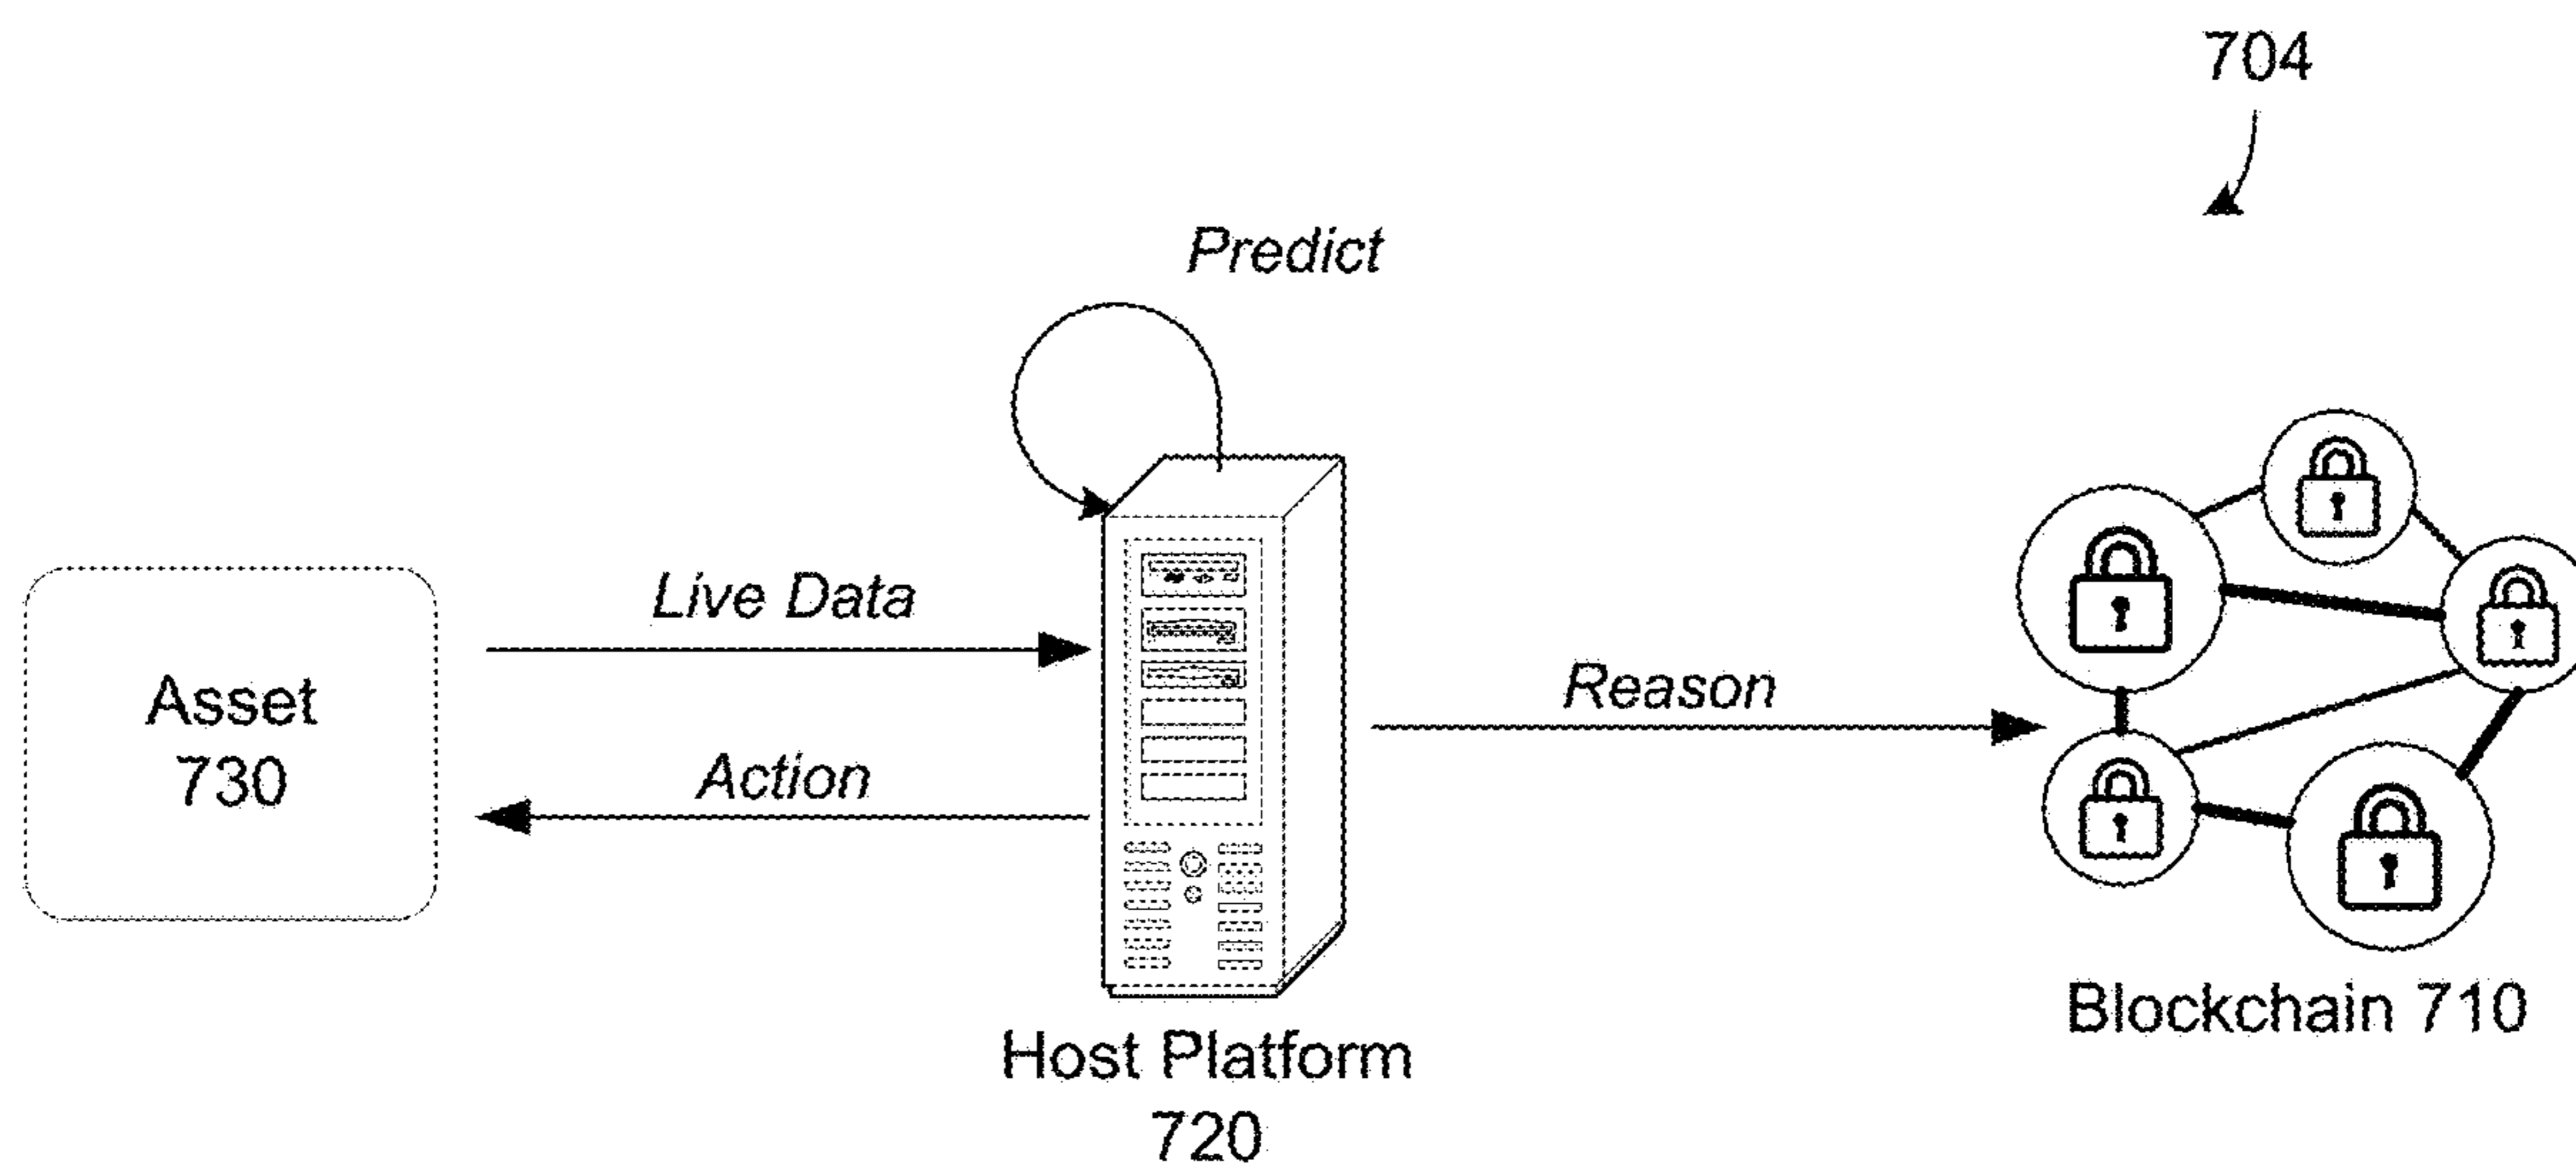 704
Predict
Live Data
Asset
730
Action
Reason
Host Platform
720
Blockchain 710